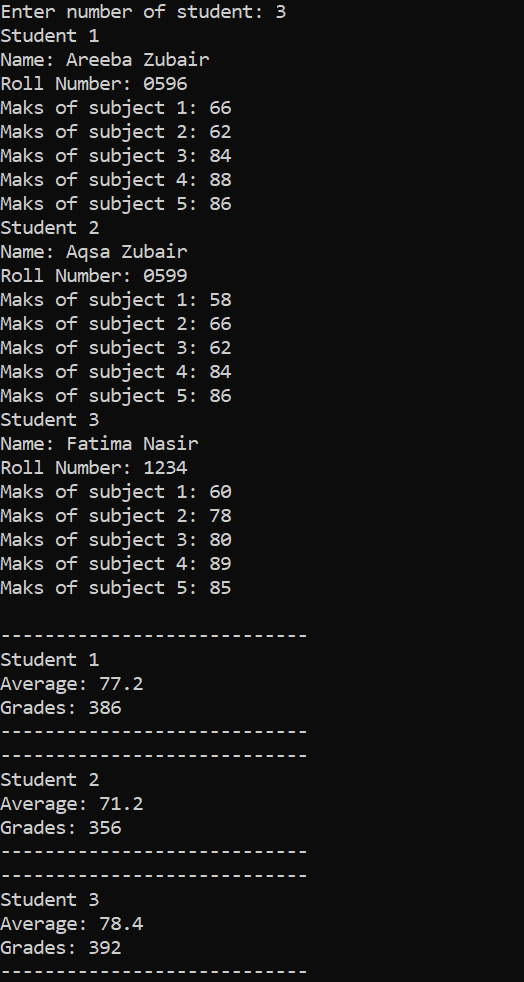 Enter number of student: 3
Student 1
Name: Areeba Zubair
Roll Number: 0596
Maks of subject 1: 66
Maks of subject 2: 62
Maks of subject 3: 84
Maks of subject 4: 88
Maks of subject 5: 86
Student 2
Name: Aqsa Zubair
Roll Number: 0599
Maks of subject 1: 58
Maks of subject 2: 66
Maks of subject 3: 62
Maks of subject 4: 84
Maks of subject 5: 86
Student 3
Name: Fatima Nasir
Roll Number: 1234
Maks of subject 1: 60
Maks of subject 2: 78
Maks of subject 3: 80
Maks of subject 4: 89
Maks of subject 5: 85

----------------------------
Student 1
Average: 77.2
Grades: 386
----------------------------
----------------------------
Student 2
Average: 71.2
Grades: 356
----------------------------
----------------------------
Student 3
Average: 78.4
Grades: 392
----------------------------